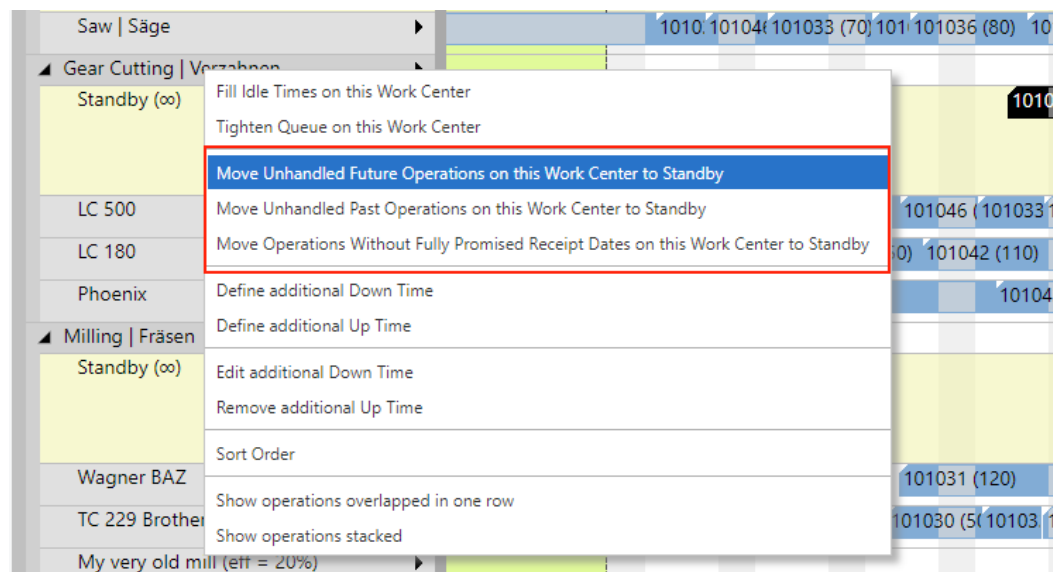 Saw | Säge
101046 101033 (70) 101036 (80)
Gear Cutting | Verzahnen
Standby (∞)
Fill Idle Times on this Work Center
Tighten Queue on this Work Center
Move Unhandled Future Operations on this Work Center to Standby
LC 500
Move Unhandled Past Operations on this Work Center to Standby
101046 ( 101033
LC 180
Move Operations Without Fully Promised Receipt Dates on this Work Center to Standby
0) 101042 (110)
Phoenix
Define additional Down Time
10104
Define additional Up Time
Milling | Fräsen
Standby (∞)
Edit additional Down Time
Remove additional Up Time
Sort Order
Wagner BAZ
101031 (120)
Show operations overlapped in one row
TC 229 Brother
101030 (5( 10103
Show operations stacked
My very old mill (eff = 20%)